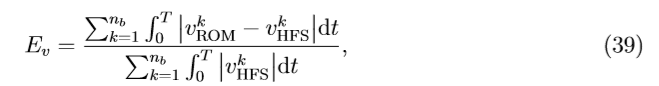 E_v = \frac{\sum_{k=1}^{n_b} \int_0^T |v_{\mathrm{ROM}}^k - v_{\mathrm{HFS}}^k| \mathrm{d}t}{\sum_{k=1}^{n_b} \int_0^T |v_{\mathrm{HFS}}^k| \mathrm{d}t}, (39)